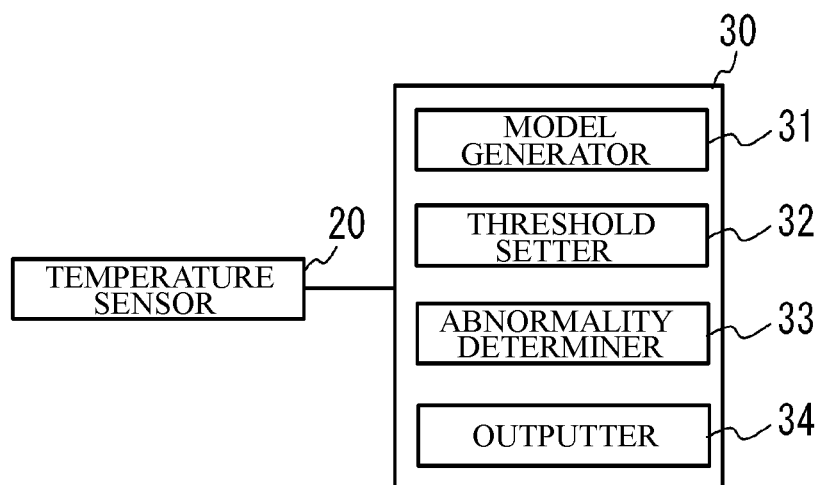 30
MODEL
GENERATOR
31
THRESHOLD
SETTER
32
20
TEMPERATURE
SENSOR
ABNORMALITY
DETERMINER
33
OUTPUTTER
34